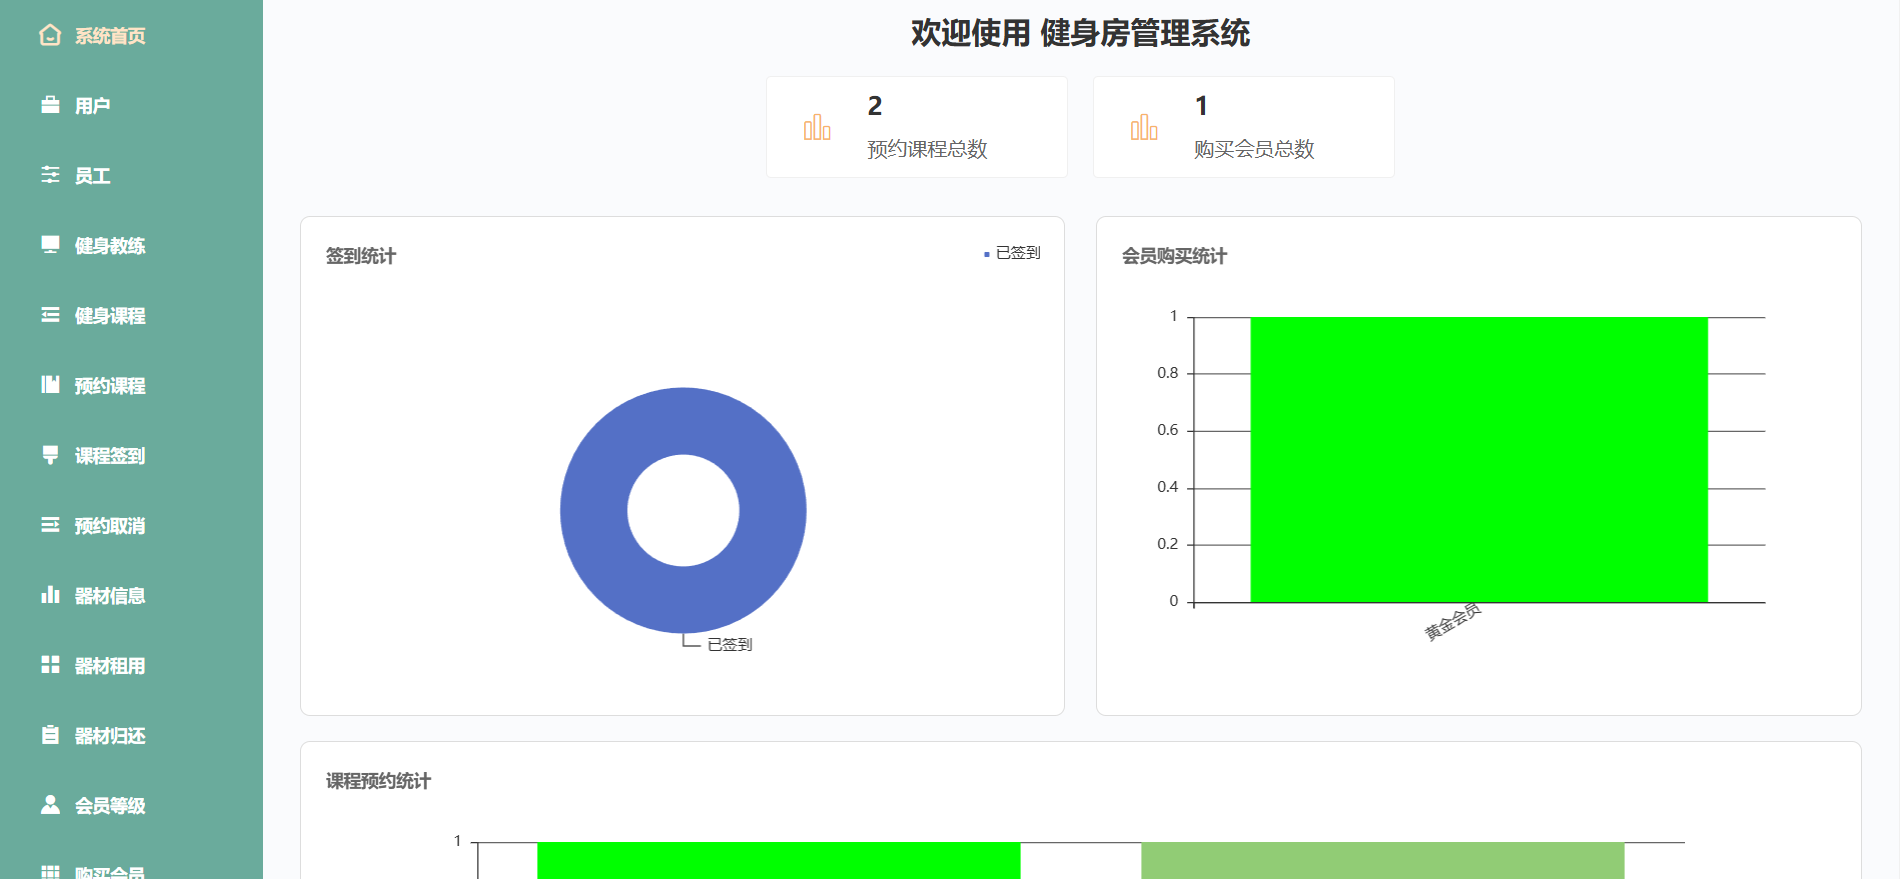 系统首页
用户
员工
健身教练
健身课程
预约课程
课程签到
预约取消
器材信息
器材租用
器材归还
会员等级
购买会员
欢迎使用 健身房管理系统
2
预约课程总数
1
购买会员总数
签到统计
已签到
已签到
会员购买统计
1
0.8
0.6
0.4
0.2
0
黄金会员
课程预约统计
1